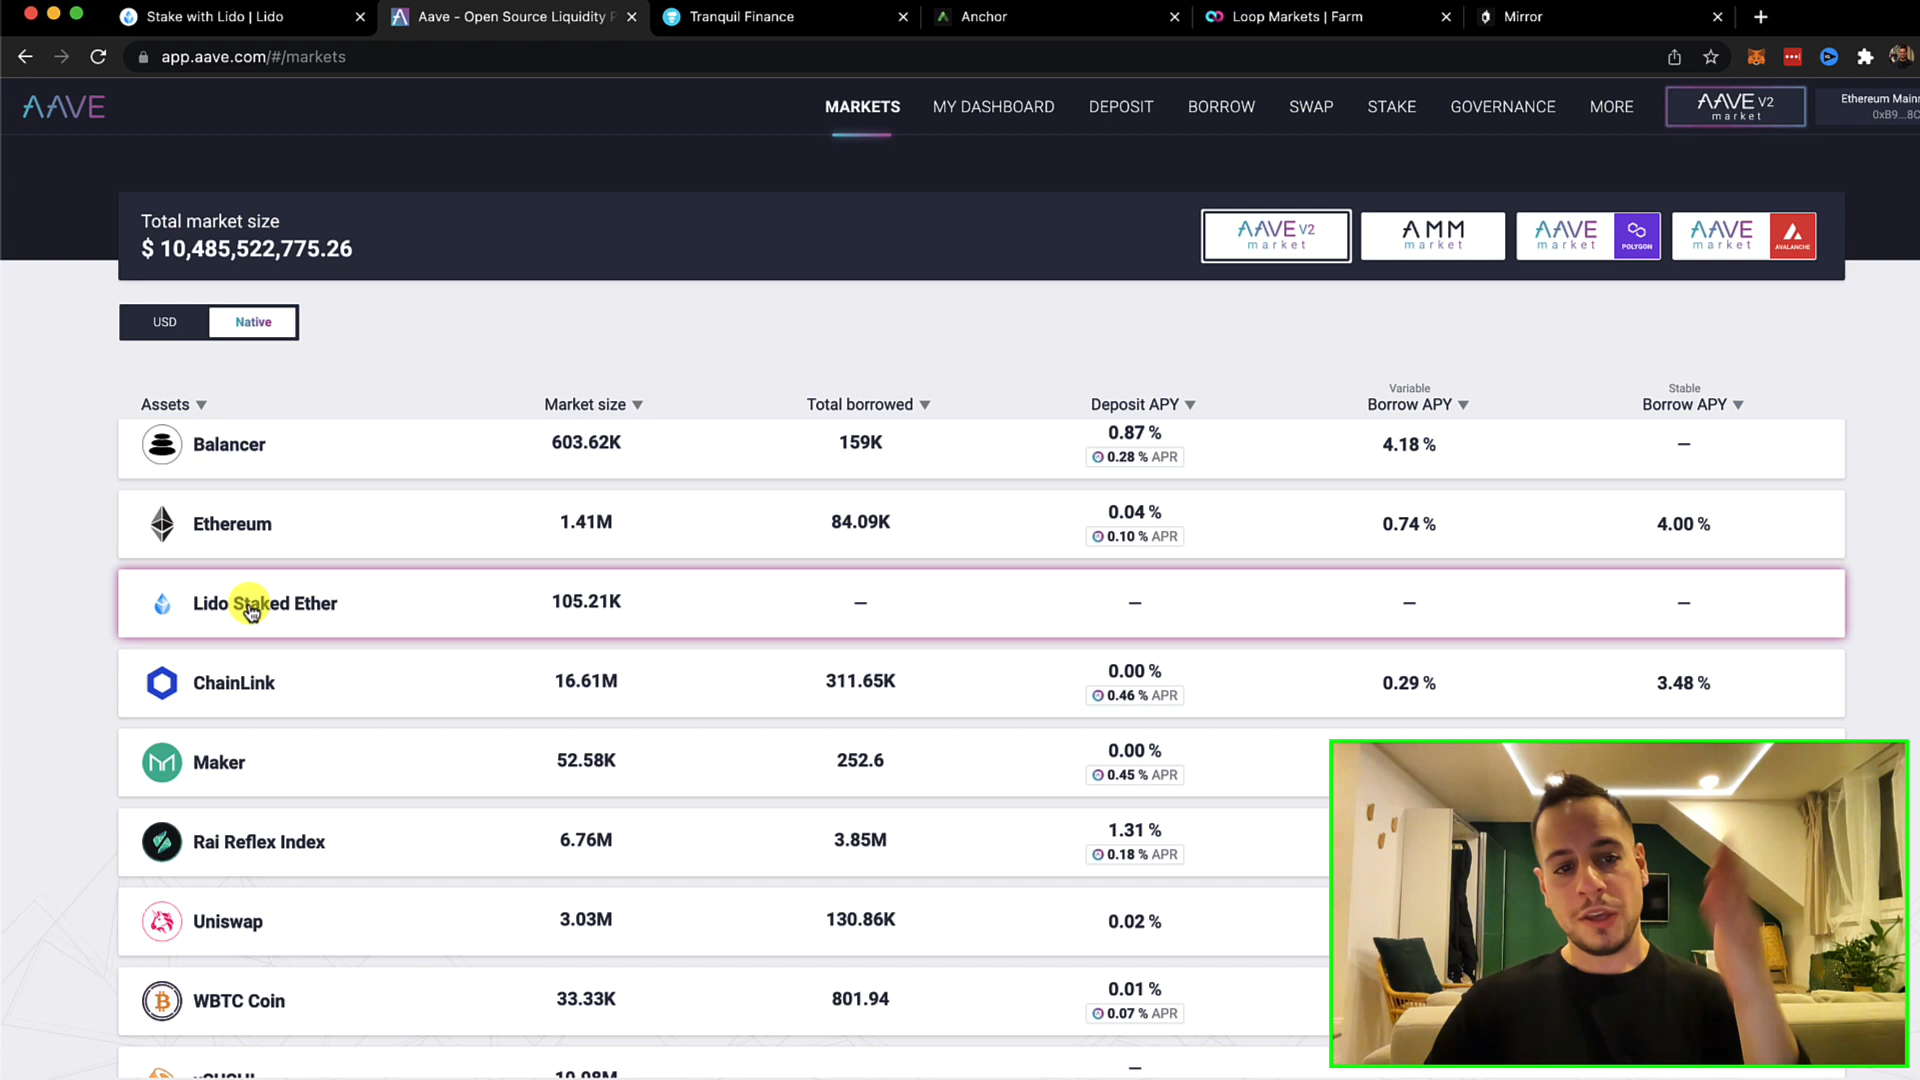 Stake with Lido | Lido
Aave - Open Source Liquidity P
Tranquil Finance
Anchor
Loop Markets | Farm
Mirror
app.aave.com/#/markets
AAVE
MARKETS
MY DASHBOARD
DEPOSIT
BORROW
SWAP
STAKE
GOVERNANCE
MORE
AAVE V2
market
Ethereum Mainn
0xB9...8C
Total market size
$ 10,485,522,775.26
AAVE V2
market
AMM
market
AAVE
market
POLYGON
AAVE
market
AVALANCHE
USD
Native
Assets
Market size
Total borrowed
Deposit APY
Variable
Borrow APY
Stable
Borrow APY
Balancer 603.62K 159K 0.87 % 4.18 % —
0.28 % APR
Ethereum 1.41M 84.09K 0.04 % 0.74 % 4.00 %
0.10 % APR
Lido Staked Ether 105.21K — — — —
ChainLink 16.61M 311.65K 0.00 % 0.29 % 3.48 %
0.46 % APR
Maker 52.58K 252.6 0.00 %
0.45 % APR
Rai Reflex Index 6.76M 3.85M 1.31 %
0.18 % APR
Uniswap 3.03M 130.86K 0.02 %
WBTC Coin 33.33K 801.94 0.01 %
0.07 % APR
xSUSHI 10.98M —